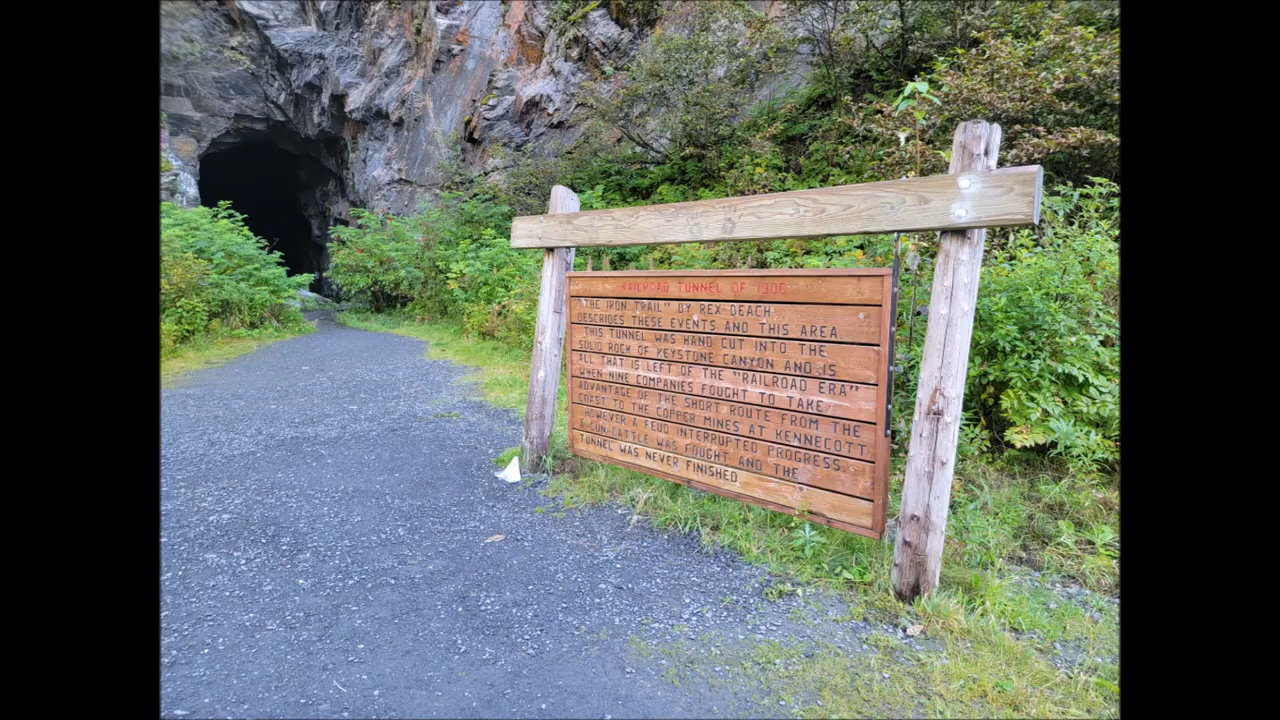 RAILROAD TUNNEL OF 1906
"THE IRON TRAIL" BY REX BEACH
DESCRIBES THESE EVENTS AND THIS AREA.
THIS TUNNEL WAS HAND CUT INTO THE
SOLID ROCK OF KEYSTONE CANYON AND IS
ALL THAT IS LEFT OF THE "RAILROAD ERA"
WHEN NINE COMPANIES FOUGHT TO TAKE
ADVANTAGE OF THE SHORT ROUTE FROM THE
COAST TO THE COPPER MINES AT KENNECOTT.
HOWEVER A FEUD INTERRUPTED PROGRESS.
A GUN BATTLE WAS FOUGHT AND THE
TUNNEL WAS NEVER FINISHED